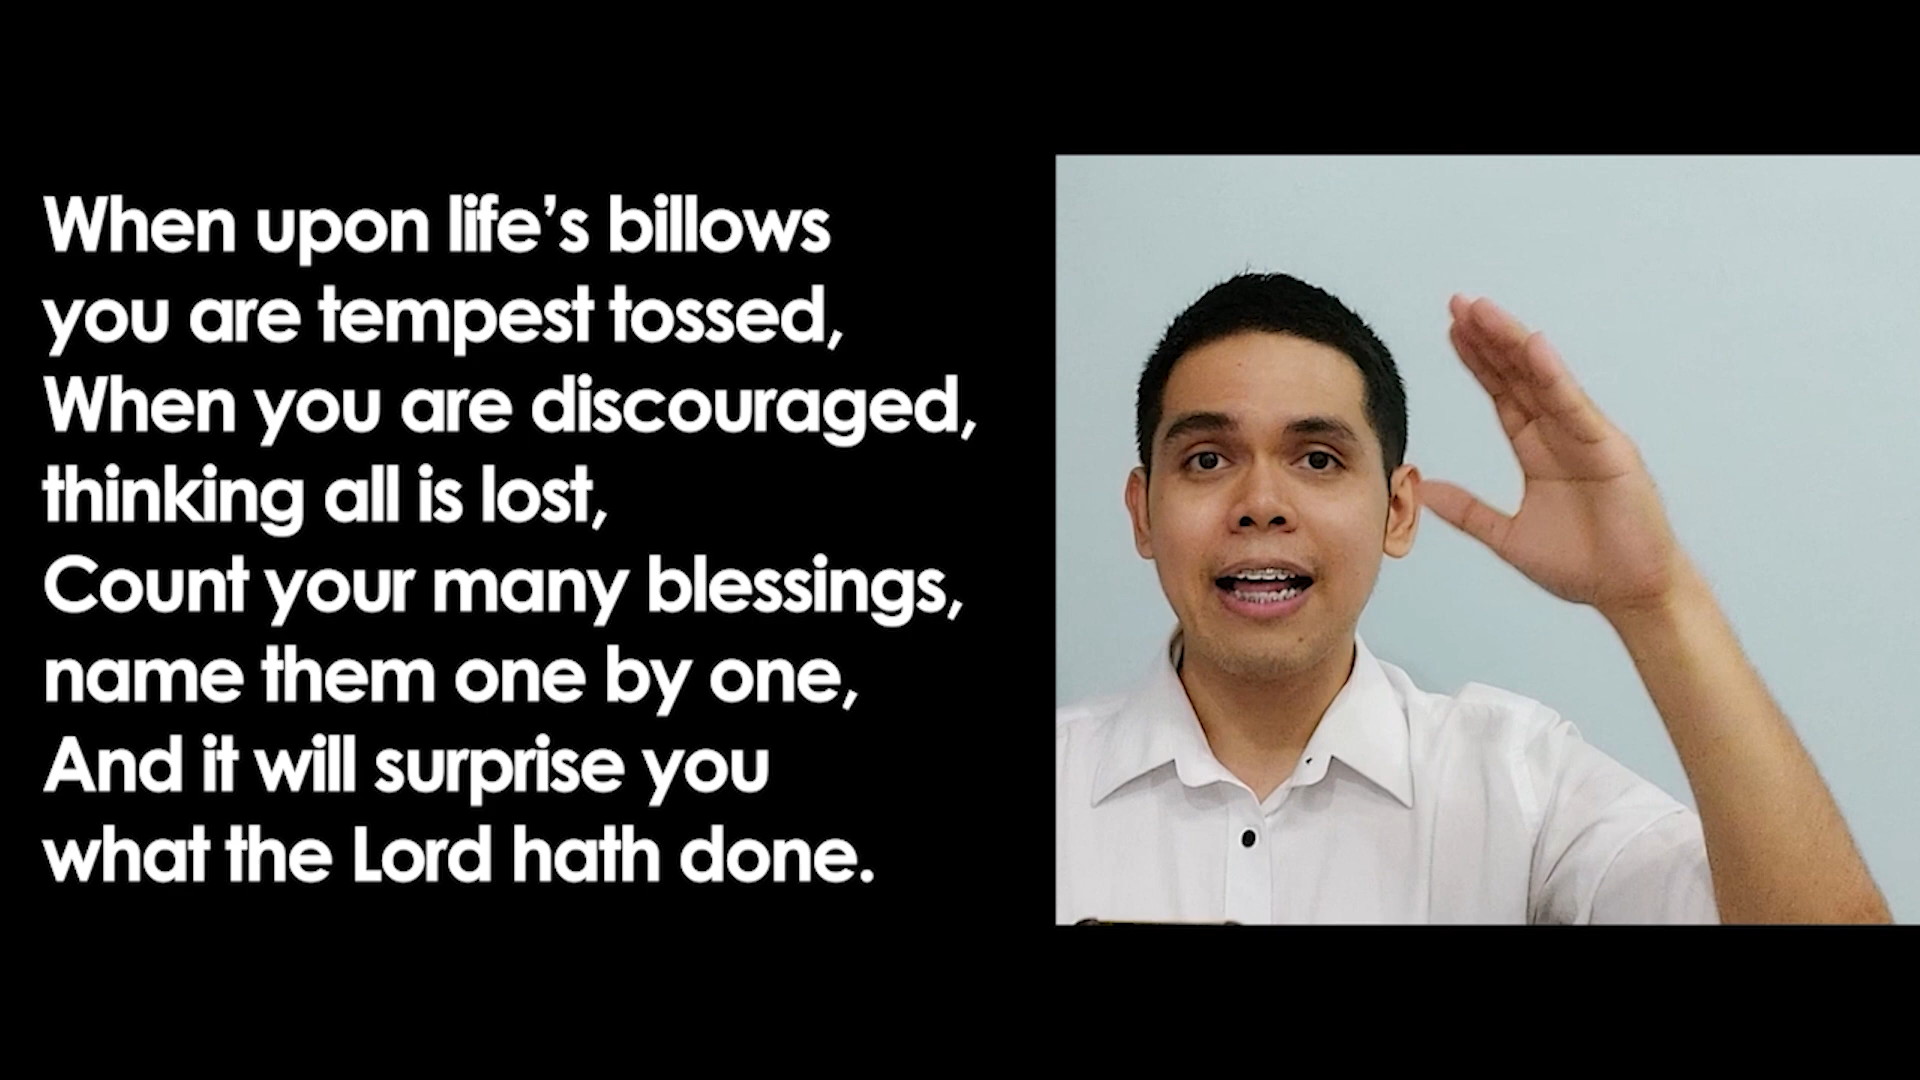 When upon life’s billows
you are tempest tossed,
When you are discouraged,
thinking all is lost,
Count your many blessings,
name them one by one,
And it will surprise you
what the Lord hath done.